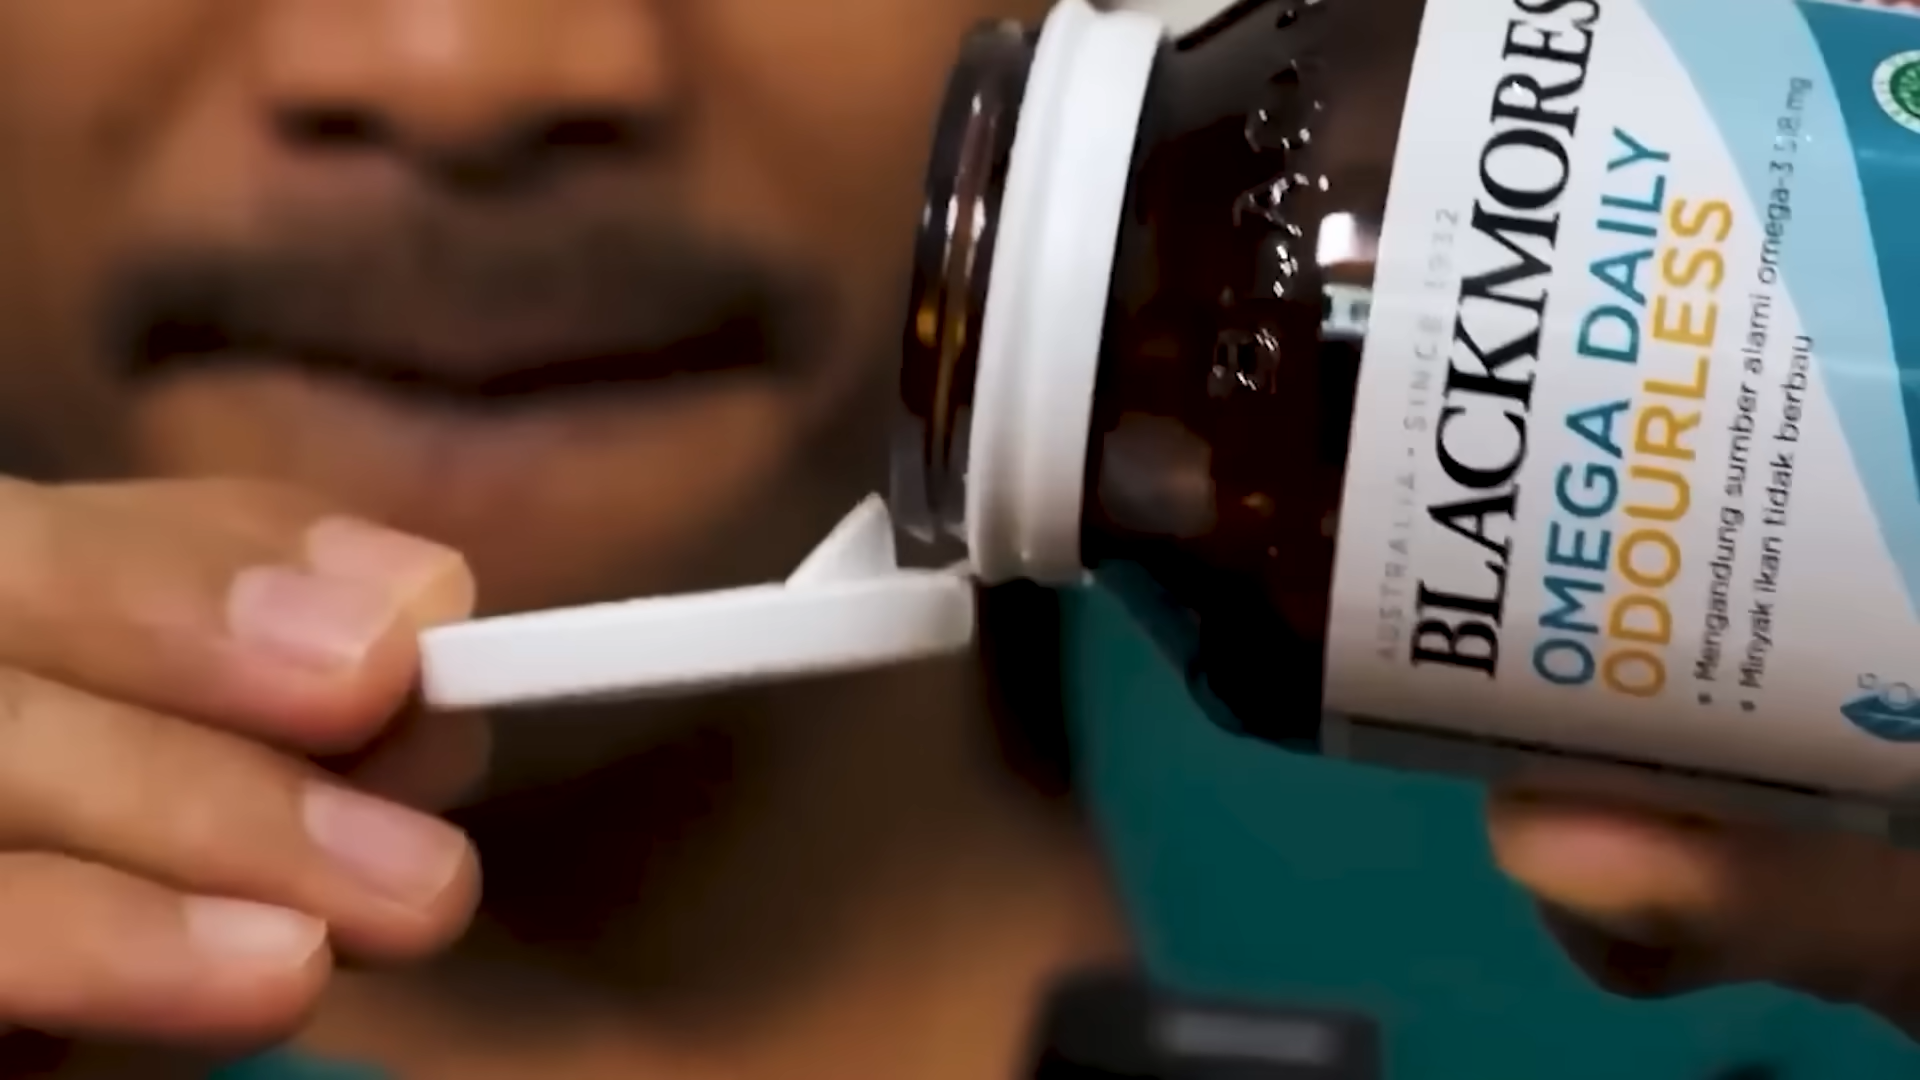 AUSTRALIA • SINCE 1932
BLACKMORES
OMEGA DAILY
ODOURLESS
• Mengandung sumber alami omega-3
• Minyak ikan tidak berbau